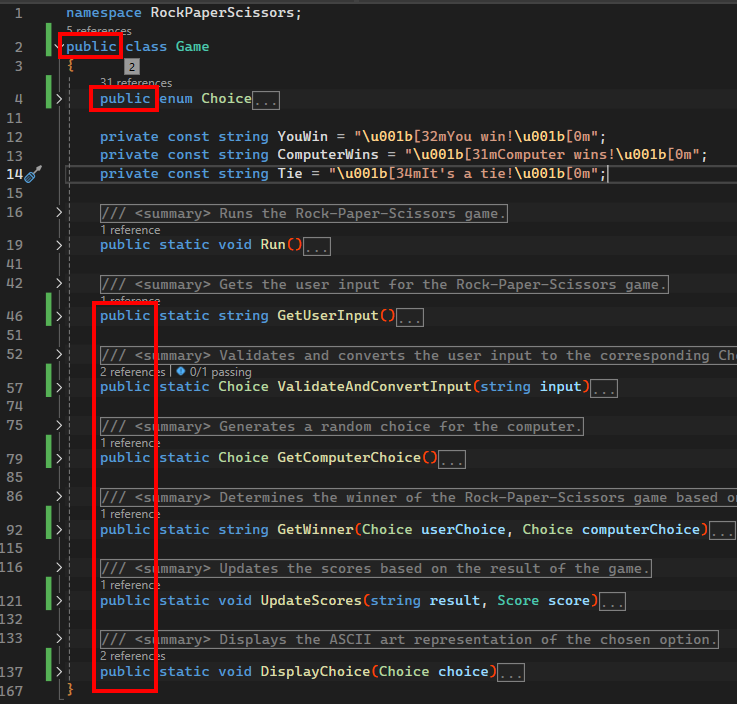 1 namespace RockPaperScissors;
5 references
2 public class Game
3 { 2
31 references
4 public enum Choice...
11
12 private const string YouWin = "\u001b[32mYou win!\u001b[0m";
13 private const string ComputerWins = "\u001b[31mComputer wins!\u001b[0m";
14 private const string Tie = "\u001b[34mIt's a tie!\u001b[0m";
15
16 /// <summary> Runs the Rock-Paper-Scissors game.
1 reference
19 public static void Run()...
41
42 /// <summary> Gets the user input for the Rock-Paper-Scissors game.
1 reference
46 public static string GetUserInput()...
51
52 /// <summary> Validates and converts the user input to the corresponding Ch
2 references | 0/1 passing
57 public static Choice ValidateAndConvertInput(string input)...
74
75 /// <summary> Generates a random choice for the computer.
1 reference
79 public static Choice GetComputerChoice()...
85
86 /// <summary> Determines the winner of the Rock-Paper-Scissors game based on
1 reference
92 public static string GetWinner(Choice userChoice, Choice computerChoice)...
115
116 /// <summary> Updates the scores based on the result of the game.
1 reference
121 public static void UpdateScores(string result, Score score)...
132
133 /// <summary> Displays the ASCII art representation of the chosen option.
2 references
137 public static void DisplayChoice(Choice choice)...
167 }